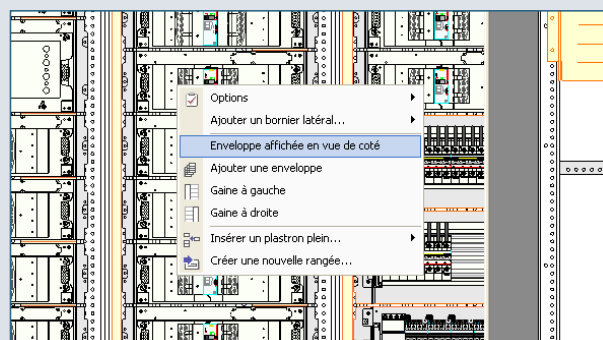 Options
Ajouter un bornier latéral...
Enveloppe affichée en vue de coté
Ajouter une enveloppe
Gaine à gauche
Gaine à droite
Insérer un plastron plein...
Créer une nouvelle rangée...